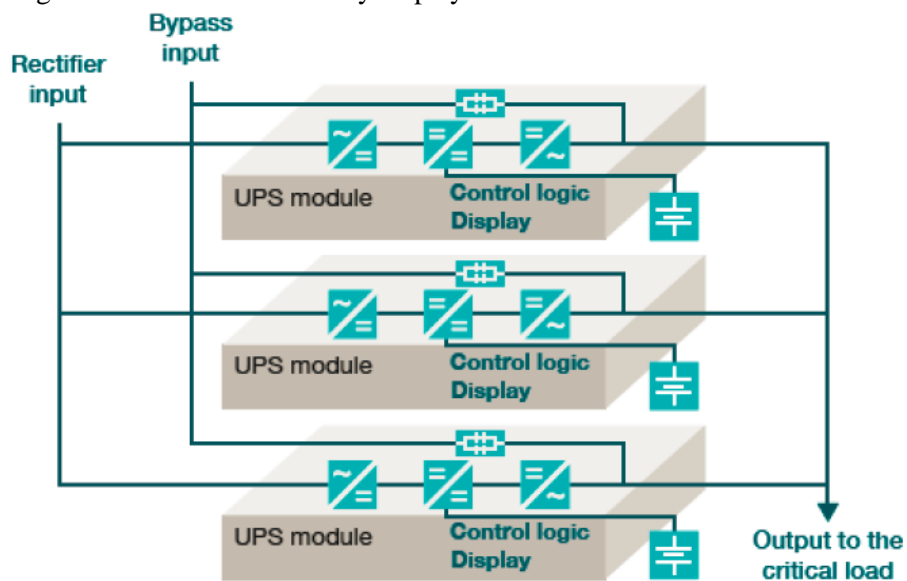 Bypass
input
Rectifier
input
UPS module
Control logic
Display
UPS module
Control logic
Display
UPS module
Control logic
Display
Output to the
critical load